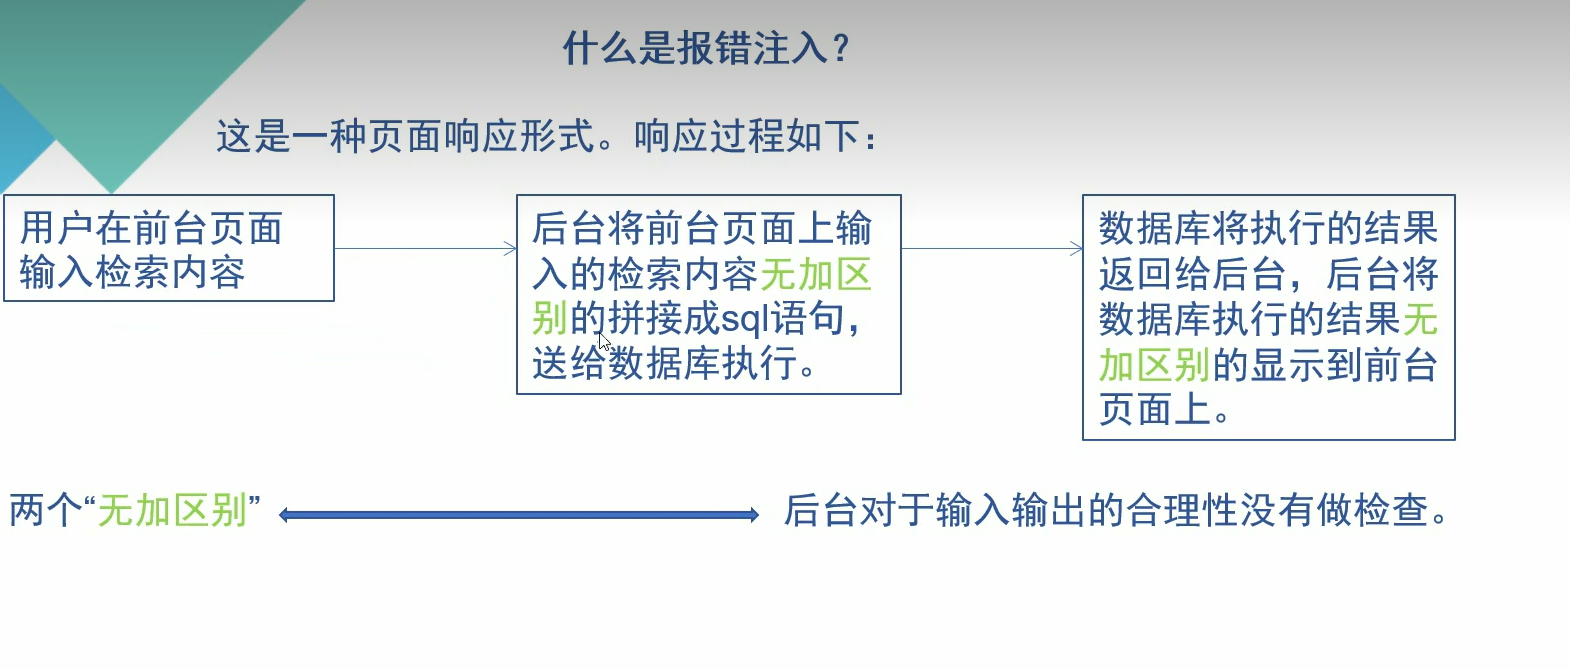 什么是报错注入？
这是一种页面响应形式。响应过程如下：
用户在前台页面
输入检索内容
后台将前台页面上输
入的检索内容无加区
别的拼接成sql语句，
送给数据库执行。
数据库将执行的结果
返回给后台，后台将
数据库执行的结果无
加区别的显示到前台
页面上。
两个“无加区别”
后台对于输入输出的合理性没有做检查。